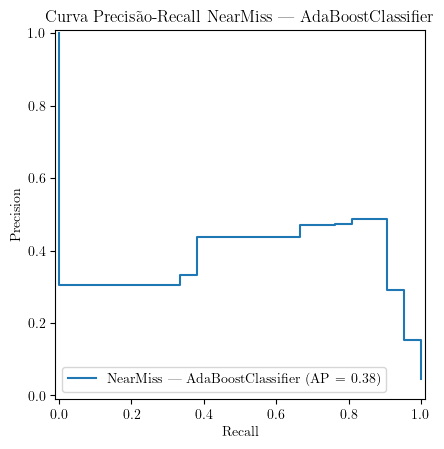 Curva Precisão-Recall NearMiss — AdaBoostClassifier
1.0
0.8
0.6
0.4
0.2
0.0
Precision
NearMiss — AdaBoostClassifier (AP = 0.38)
0.0 0.2 0.4 0.6 0.8 1.0
Recall